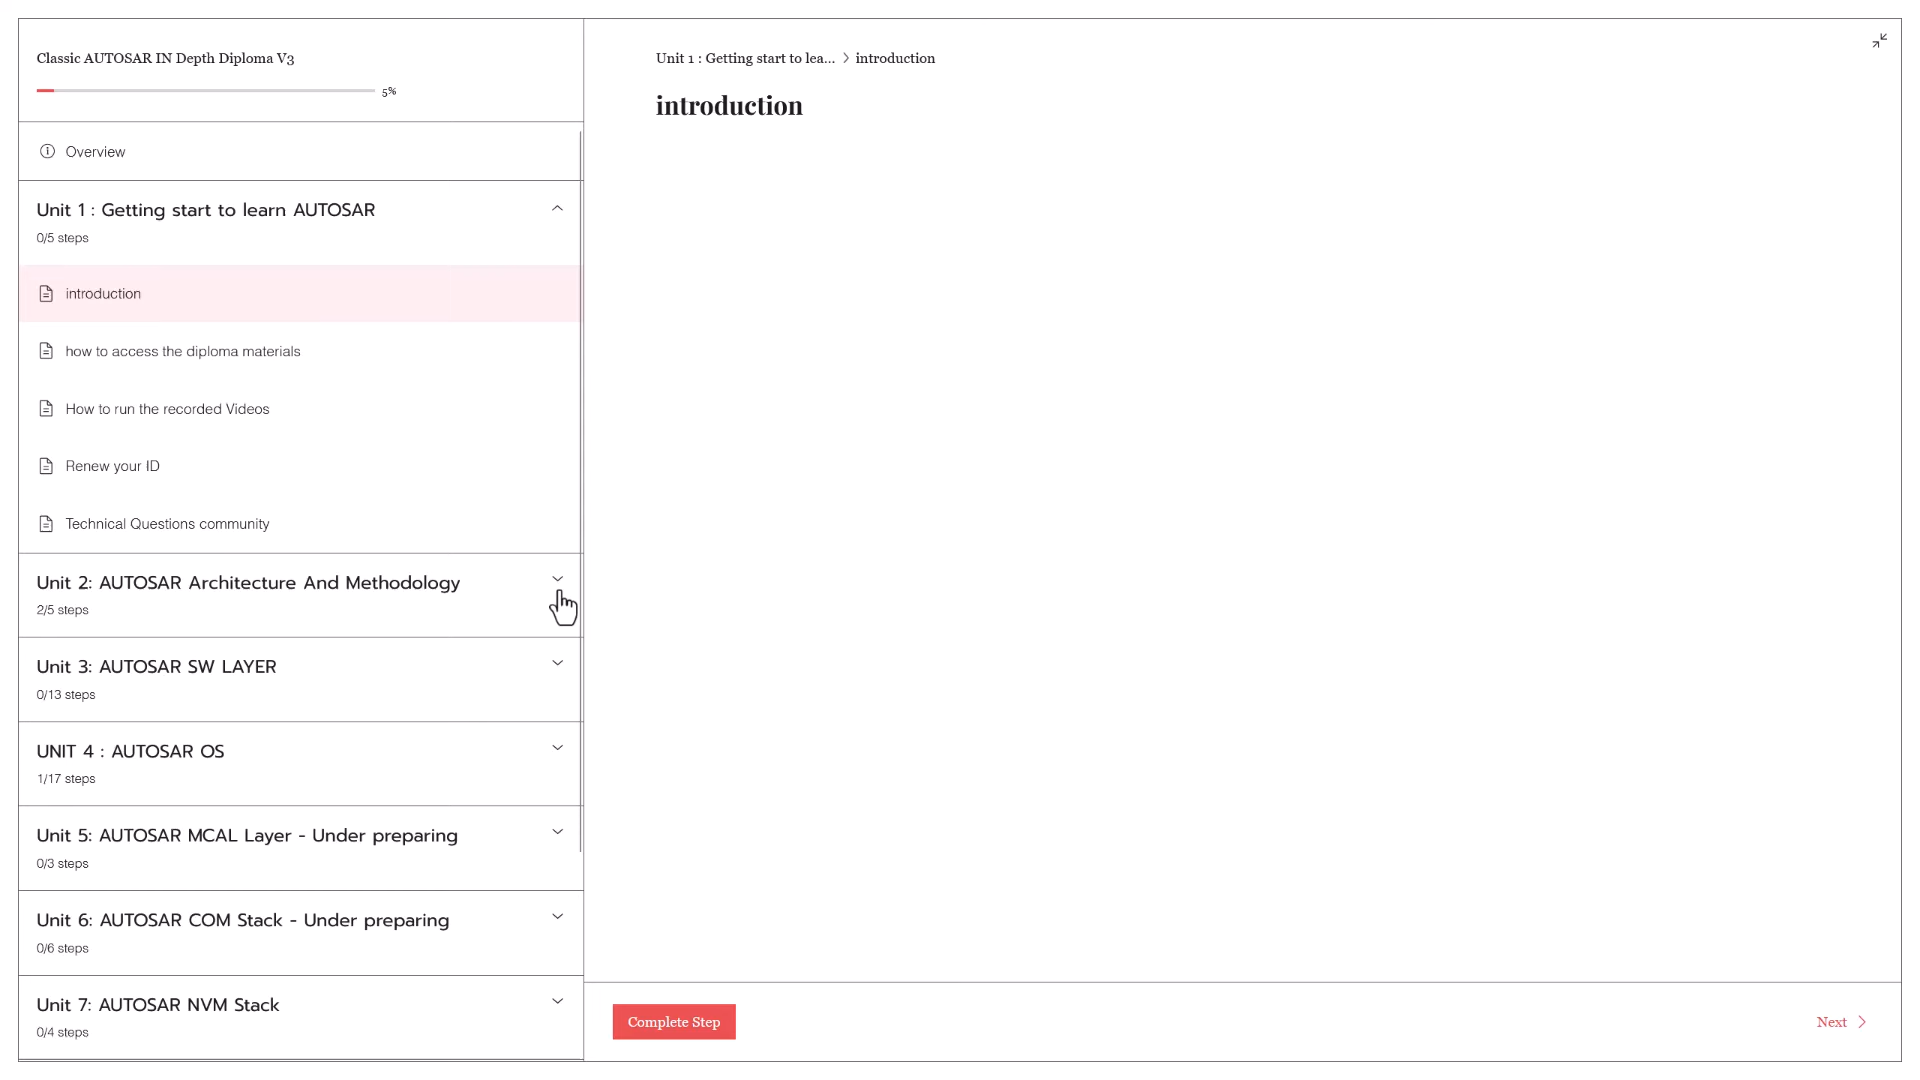 Classic AUTOSAR IN Depth Diploma V3
5%
Overview
Unit 1 : Getting start to learn AUTOSAR
0/5 steps
introduction
how to access the diploma materials
How to run the recorded Videos
Renew your ID
Technical Questions community
Unit 2: AUTOSAR Architecture And Methodology
2/5 steps
Unit 3: AUTOSAR SW LAYER
0/13 steps
UNIT 4 : AUTOSAR OS
1/17 steps
Unit 5: AUTOSAR MCAL Layer - Under preparing
0/3 steps
Unit 6: AUTOSAR COM Stack - Under preparing
0/6 steps
Unit 7: AUTOSAR NVM Stack
0/4 steps
Unit 1 : Getting start to lea... > introduction
introduction
Complete Step
Next